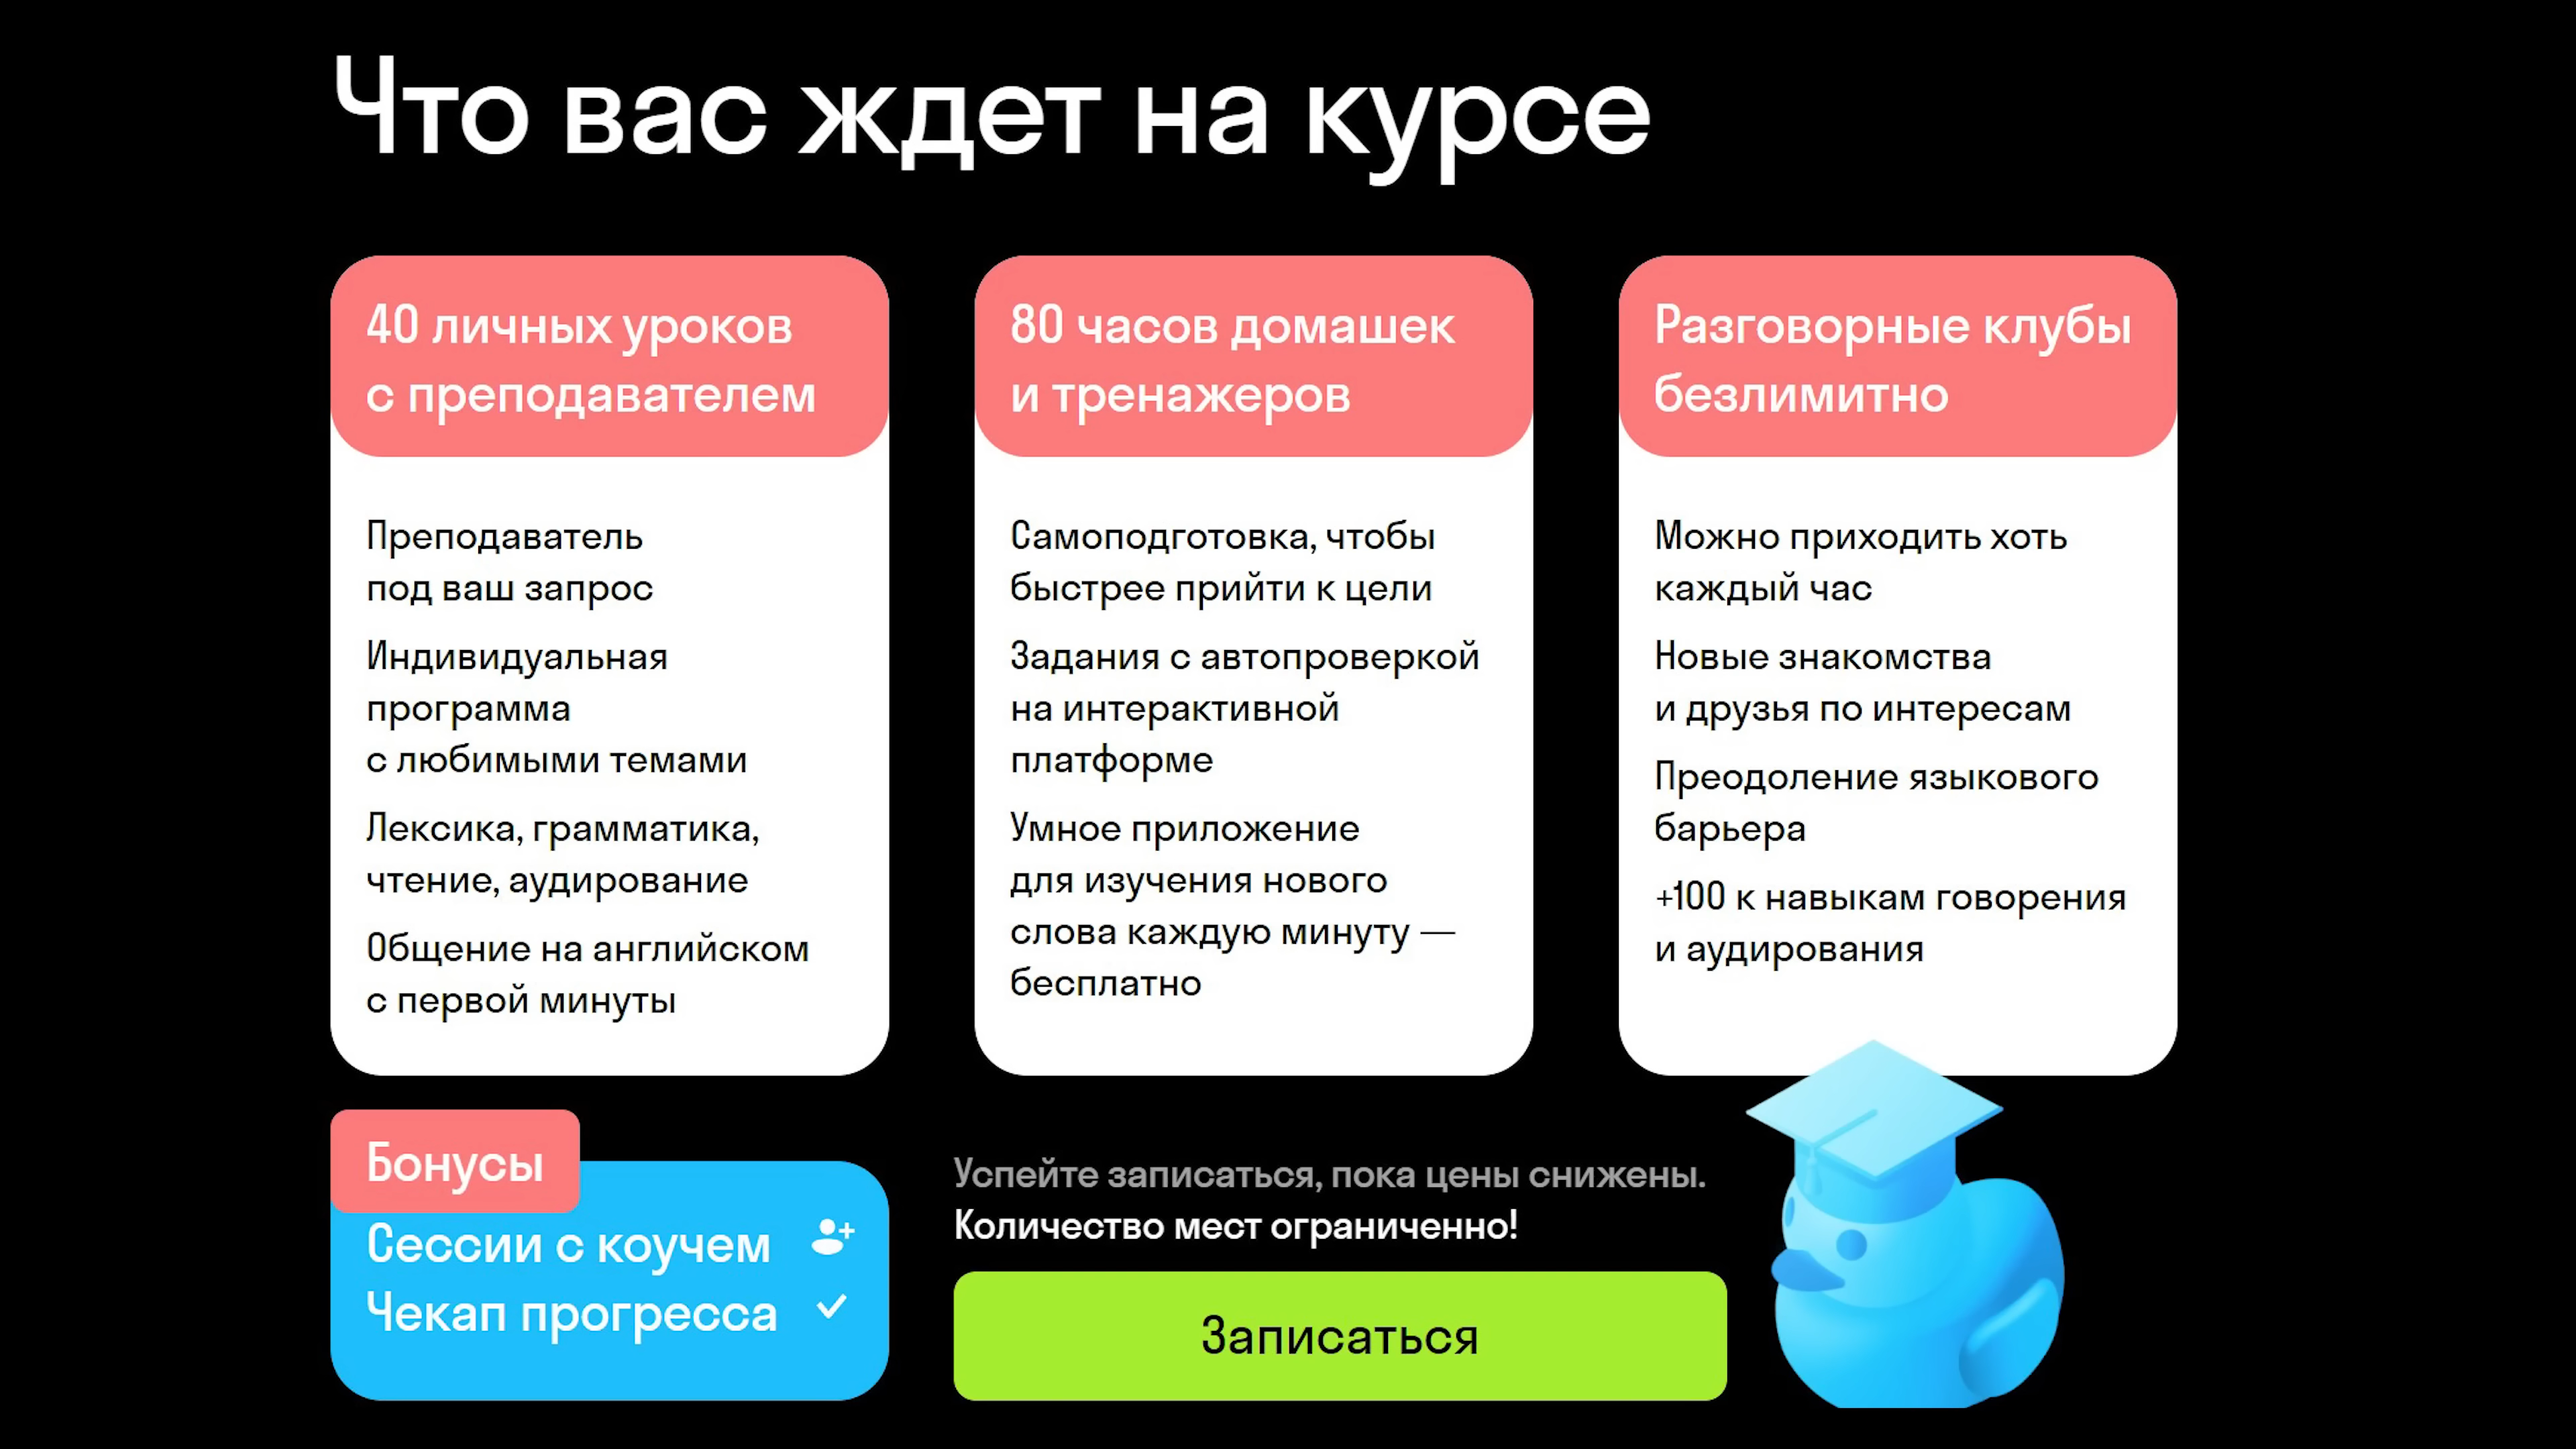 Что вас ждет на курсе
40 личных уроков
с преподавателем
Преподаватель
под ваш запрос
Индивидуальная
программа
с любимыми темами
Лексика, грамматика,
чтение, аудирование
Общение на английском
с первой минуты
80 часов домашек
и тренажеров
Самоподготовка, чтобы
быстрее прийти к цели
Задания с автопроверкой
на интерактивной
платформе
Умное приложение
для изучения нового
слова каждую минуту —
бесплатно
Разговорные клубы
безлимитно
Можно приходить хоть
каждый час
Новые знакомства
и друзья по интересам
Преодоление языкового
барьера
+100 к навыкам говорения
и аудирования
Бонусы
Сессии с коучем
Чекап прогресса
Успейте записаться, пока цены снижены.
Количество мест ограниченно!
Записаться